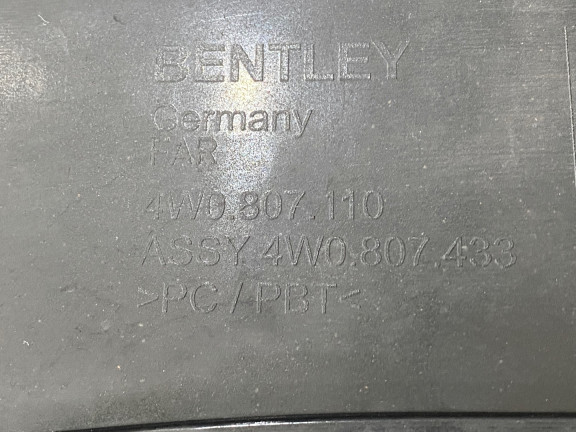 BENTLEY
Germany
FAR
4W0.807.110
ASSY.4W0.807.433
>PC/PBT<